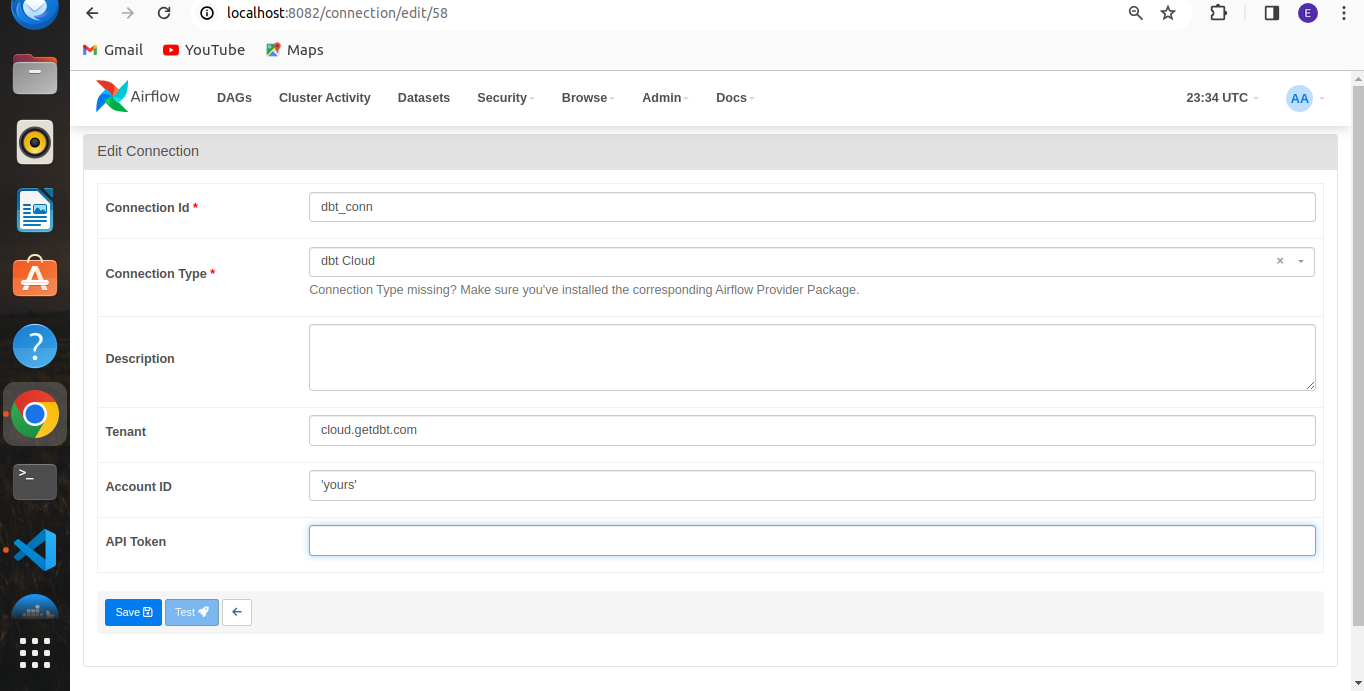 localhost:8082/connection/edit/58
E
Gmail YouTube Maps
Airflow DAGs Cluster Activity Datasets Security Browse Admin Docs 23:34 UTC AA
Edit Connection
Connection Id * dbt_conn
Connection Type * dbt Cloud ×
Connection Type missing? Make sure you've installed the corresponding Airflow Provider Package.
Description
Tenant cloud.getdbt.com
Account ID 'yours'
API Token
Save Test